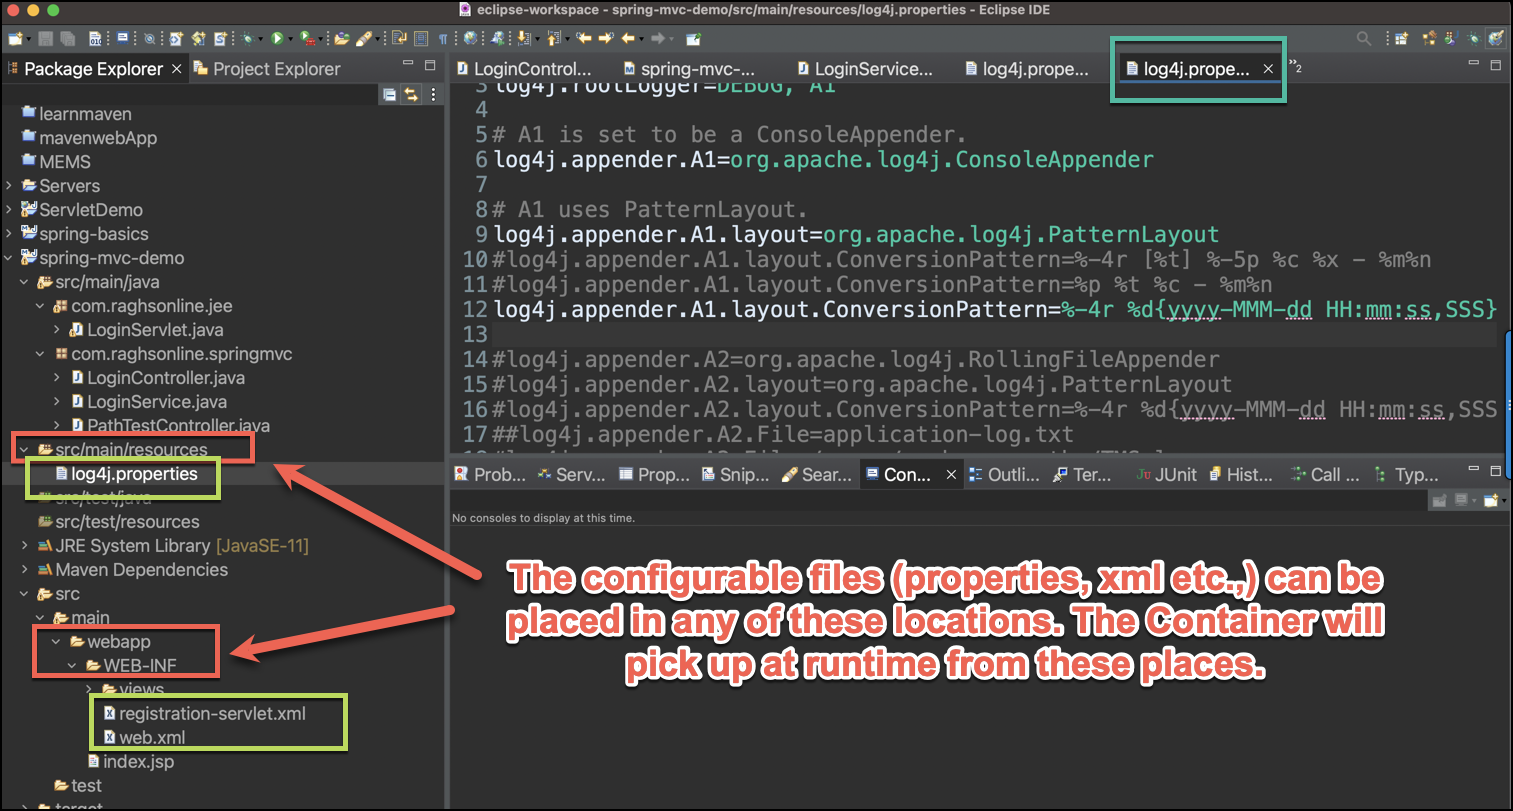 eclipse-workspace - spring-mvc-demo/src/main/resources/log4j.properties - Eclipse IDE
Package Explorer
Project Explorer
learnmaven
mavenwebApp
MEMS
Servers
ServletDemo
spring-basics
spring-mvc-demo
src/main/java
com.raghsonline.jee
LoginServlet.java
com.raghsonline.springmvc
LoginController.java
LoginService.java
PathTestController.java
src/main/resources
log4j.properties
src/test/java
src/test/resources
JRE System Library [JavaSE-11]
Maven Dependencies
src
main
webapp
WEB-INF
views
registration-servlet.xml
web.xml
index.jsp
test
target
LoginControl...
spring-mvc-...
LoginService...
log4j.prope...
log4j.prope...
»2
3 log4j.rootLogger=DEBUG, A1
4
5 # A1 is set to be a ConsoleAppender.
6 log4j.appender.A1=org.apache.log4j.ConsoleAppender
7
8 # A1 uses PatternLayout.
9 log4j.appender.A1.layout=org.apache.log4j.PatternLayout
10 #log4j.appender.A1.layout.ConversionPattern=%-4r [%t] %-5p %c %x - %m%n
11 #log4j.appender.A1.layout.ConversionPattern=%p %t %c - %m%n
12 log4j.appender.A1.layout.ConversionPattern=%-4r %d{yyyy-MMM-dd HH:mm:ss,SSS}
13
14 #log4j.appender.A2=org.apache.log4j.RollingFileAppender
15 #log4j.appender.A2.layout=org.apache.log4j.PatternLayout
16 #log4j.appender.A2.layout.ConversionPattern=%-4r %d{yyyy-MMM-dd HH:mm:ss,SSS
17 ##log4j.appender.A2.File=application-log.txt
Prob...
Serv...
Prop...
Snip...
Sear...
Con...
Outli...
Ter...
JUnit
Hist...
Call ...
Typ...
No consoles to display at this time.
The configurable files (properties, xml etc.,) can be
placed in any of these locations. The Container will
pick up at runtime from these places.